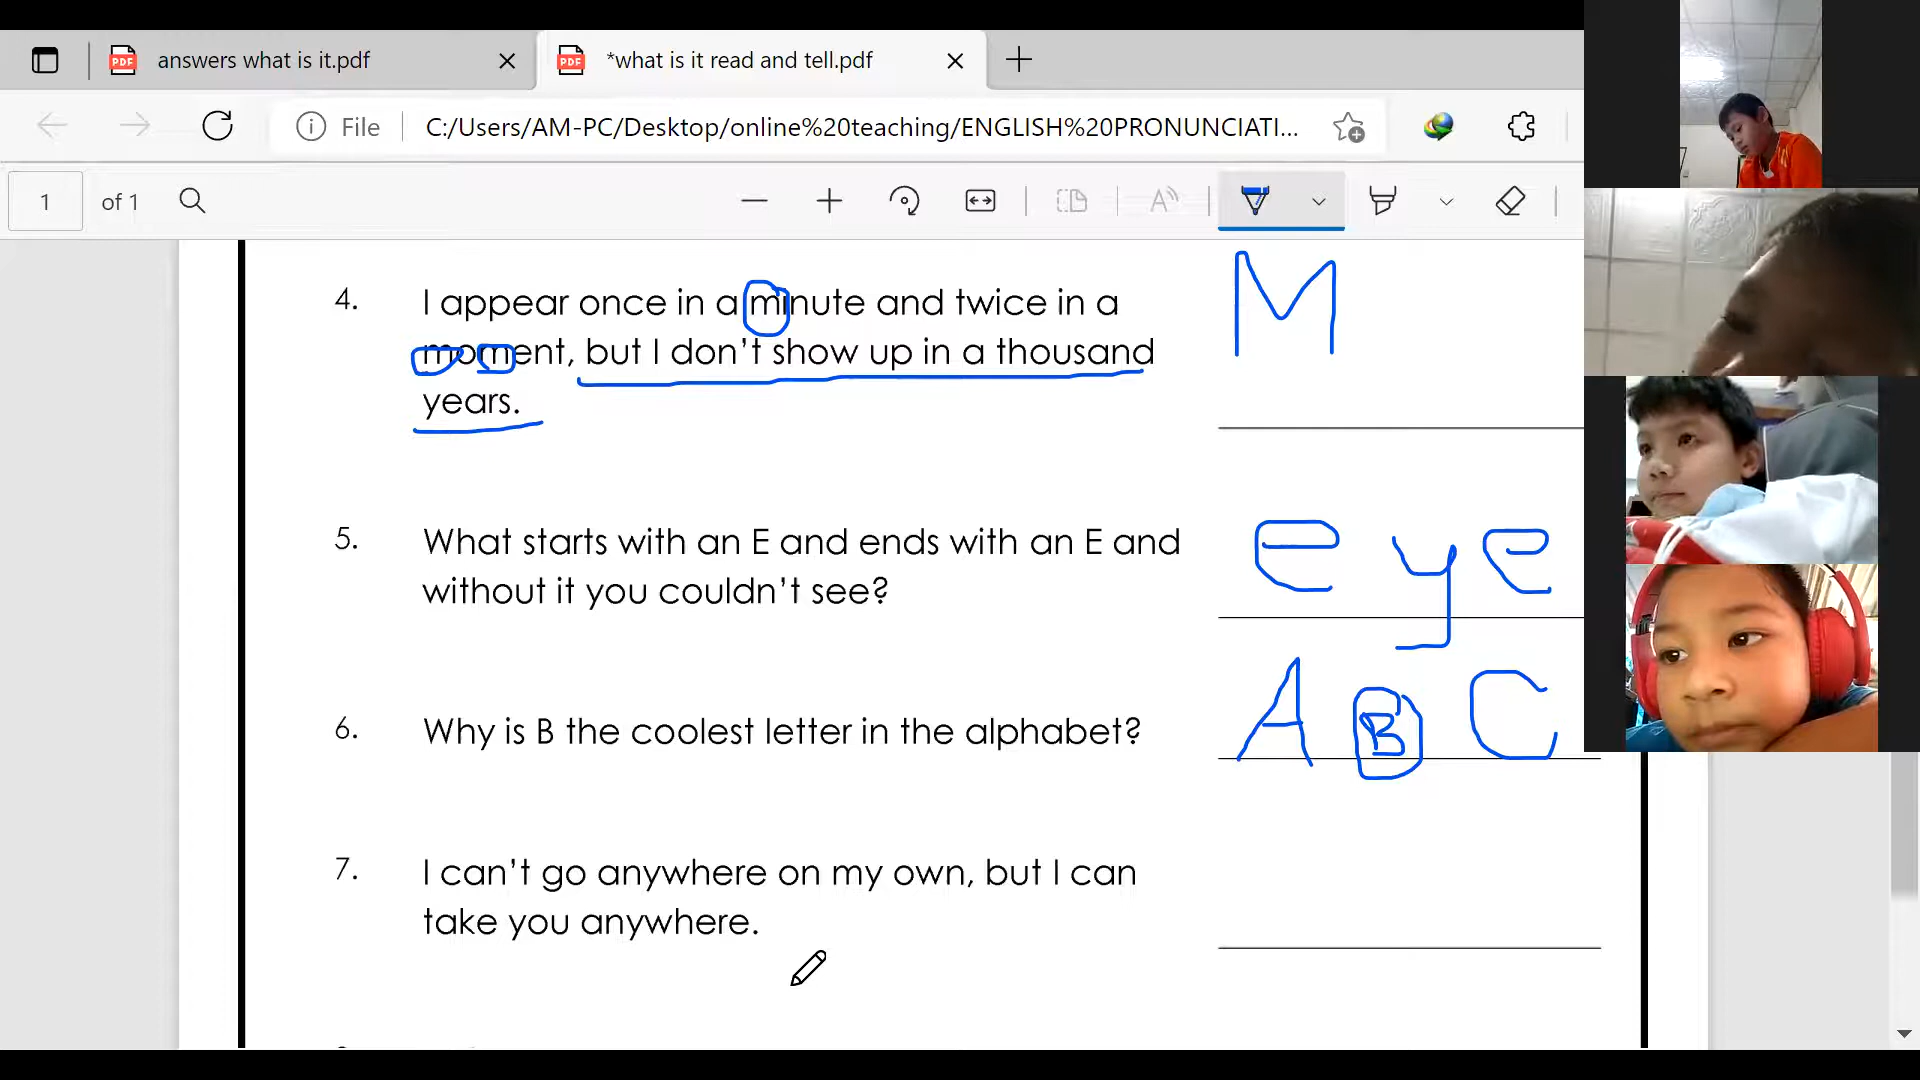 answers what is it.pdf
*what is it read and tell.pdf
File
C:/Users/AM-PC/Desktop/online%20teaching/ENGLISH%20PRONUNCIATI...
1 of 1
4. I appear once in a minute and twice in a
moment, but I don't show up in a thousand
years.
M
5. What starts with an E and ends with an E and
without it you couldn't see?
e y e
6. Why is B the coolest letter in the alphabet?
A B C
7. I can't go anywhere on my own, but I can
take you anywhere.